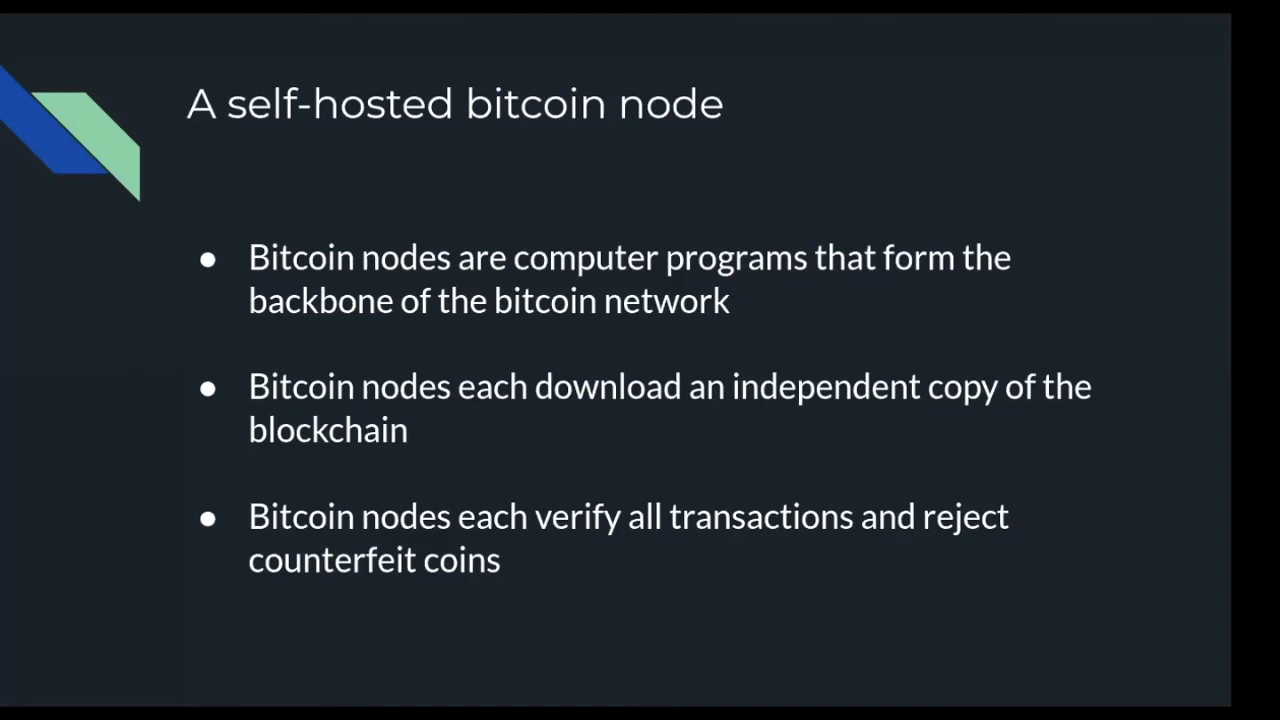 A self-hosted bitcoin node
● Bitcoin nodes are computer programs that form the
backbone of the bitcoin network
● Bitcoin nodes each download an independent copy of the
blockchain
● Bitcoin nodes each verify all transactions and reject
counterfeit coins